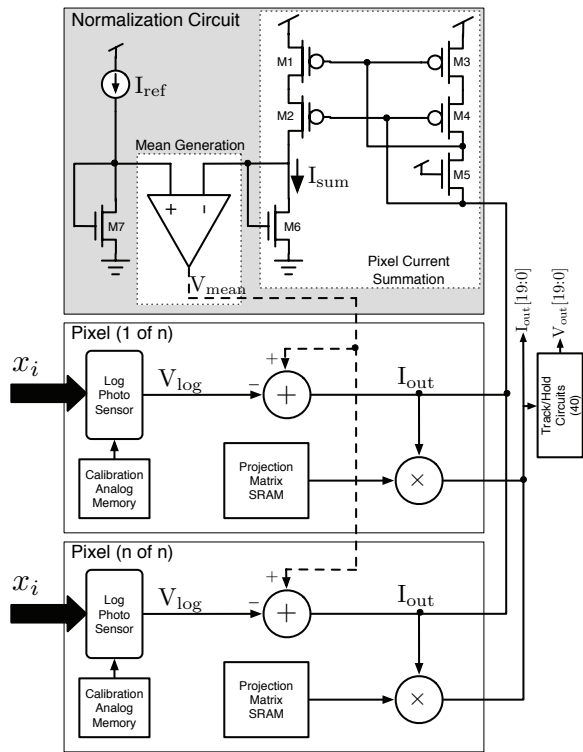 Normalization Circuit
I_ref
M1
M3
M2
M4
Mean Generation
M5
I_sum
+
-
M7
M6
Pixel Current
Summation
V_mean
I_out[19:0]
V_out[19:0]
Pixel (1 of n)
x_i
Log
Photo
Sensor
V_log
-
+
+
I_out
Track/Hold
Circuits
(40)
Calibration
Analog
Memory
Projection
Matrix
SRAM
×
Pixel (n of n)
x_i
Log
Photo
Sensor
V_log
-
+
+
I_out
Calibration
Analog
Memory
Projection
Matrix
SRAM
×